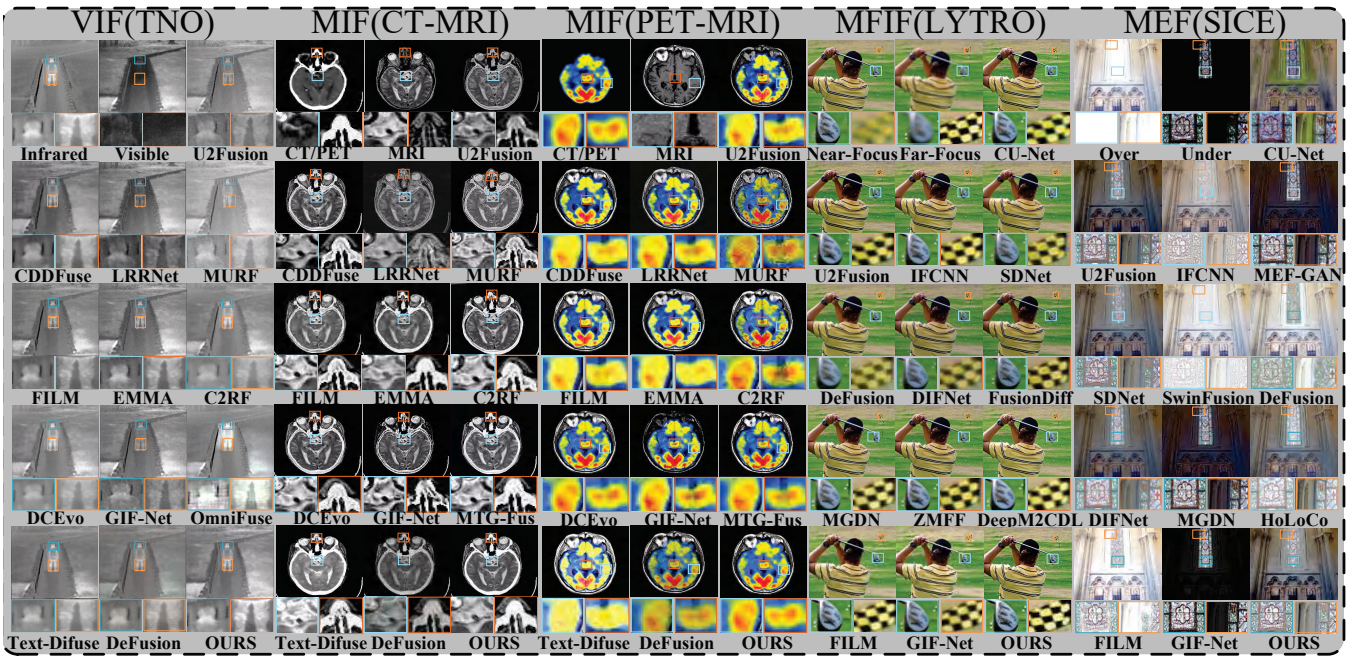 VIF(TNO) MIF(CT-MRI) MIF(PET-MRI) MFIF(LYTRO) MEF(SICE)
Infrared Visible U2Fusion CT/PET MRI U2Fusion CT/PET MRI U2Fusion Near-Focus Far-Focus CU-Net Over Under CU-Net
CDDFuse LRRNet MURF CDDFuse LRRNet MURF CDDFuse LRRNet MURF U2Fusion IFCNN SDNet U2Fusion IFCNN MEF-GAN
FILM EMMA C2RF FILM EMMA C2RF FILM EMMA C2RF DeFusion DIFNet FusionDiff SDNet SwinFusion DeFusion
DCEvo GIF-Net OmniFuse DCEvo GIF-Net MTG-Fus DCEvo GIF-Net MTG-Fus MGDN ZMFF DeepM2CDL DIFNet MGDN HoLoCo
Text-Difuse DeFusion OURS Text-Difuse DeFusion OURS Text-Difuse DeFusion OURS FILM GIF-Net OURS FILM GIF-Net OURS